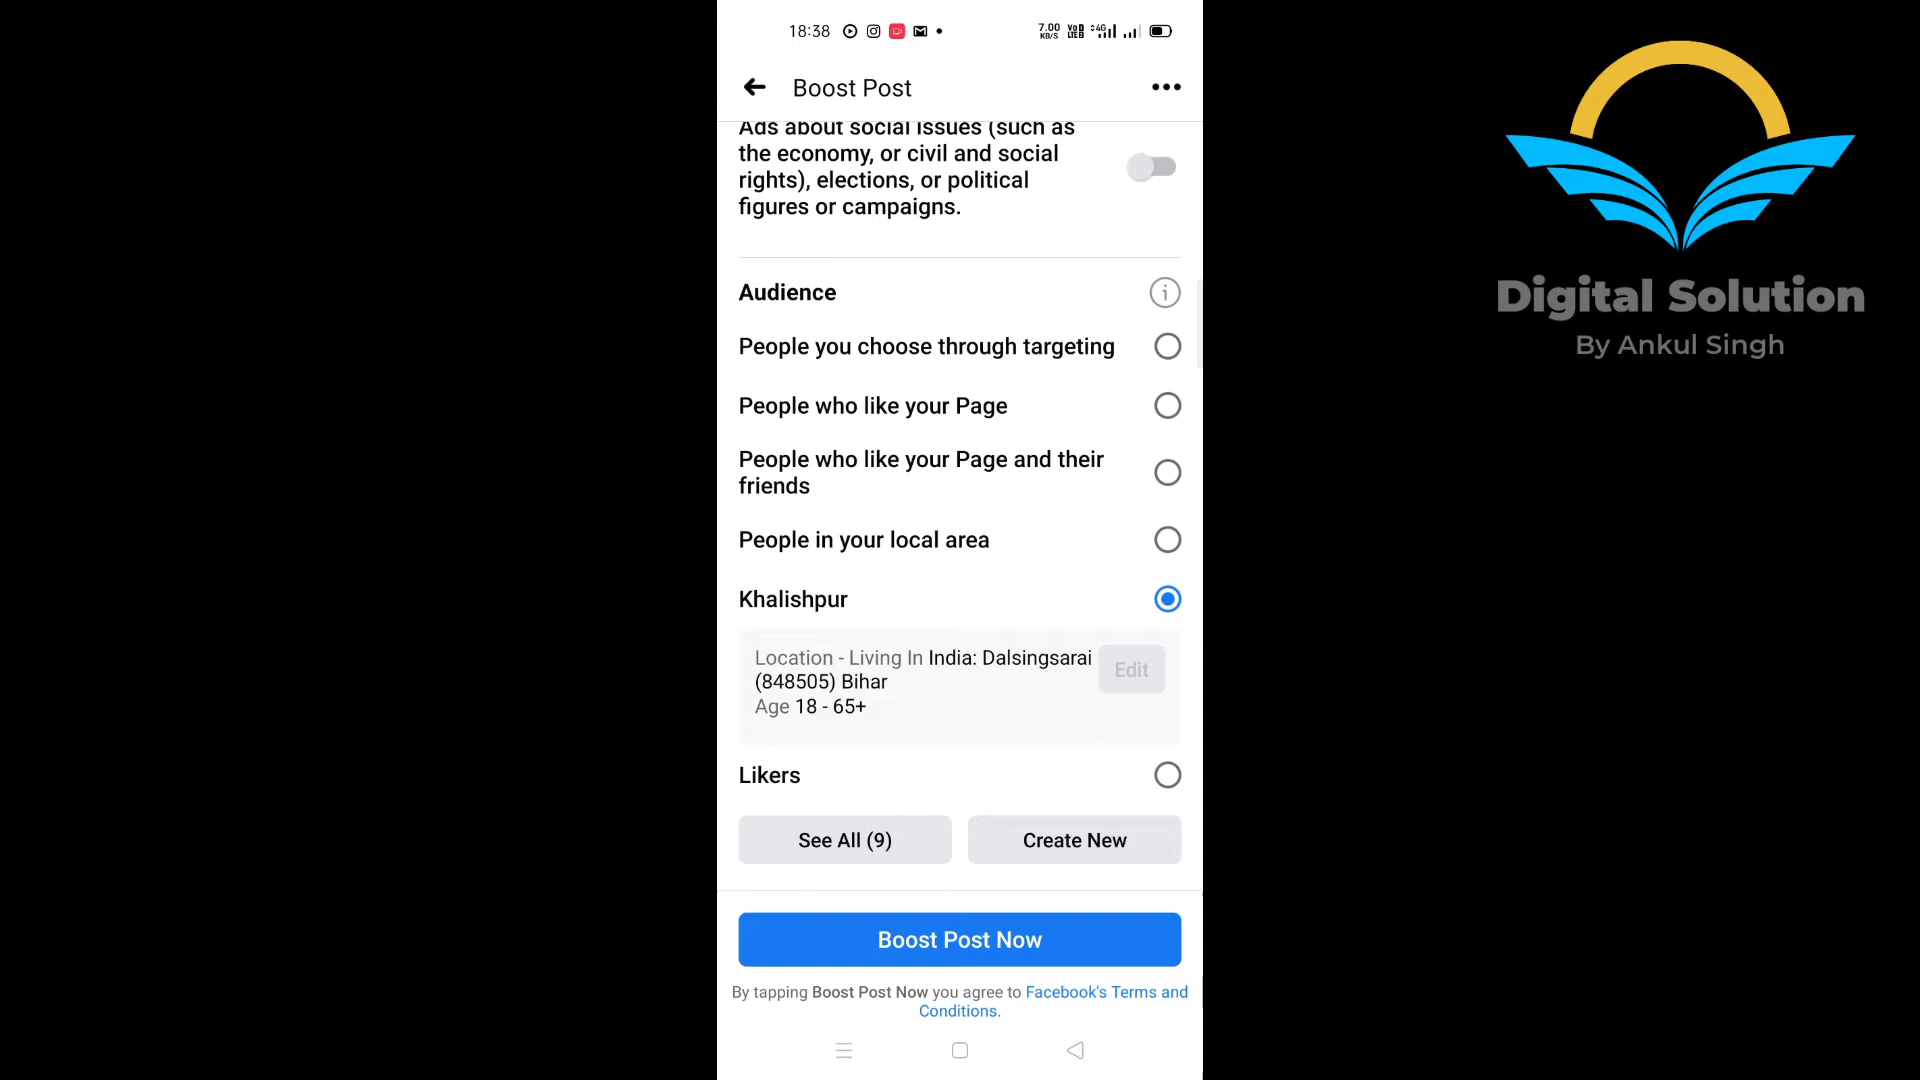 18:38
7.00
KB/S
4G
Boost Post
Ads about social issues (such as
the economy, or civil and social
rights), elections, or political
figures or campaigns.
Audience
People you choose through targeting
People who like your Page
People who like your Page and their
friends
People in your local area
Khalishpur
Location - Living In India: Dalsingsarai
(848505) Bihar
Age 18 - 65+
Edit
Likers
See All (9)
Create New
Boost Post Now
By tapping Boost Post Now you agree to Facebook's Terms and
Conditions.
Digital Solution
By Ankul Singh